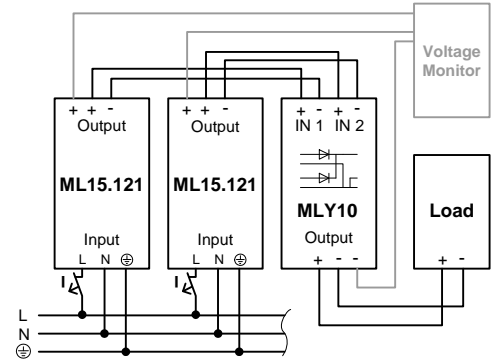 Voltage
Monitor
+ + -
+ + -
+ - + -
Output
Output
IN 1 IN 2
ML15.121
ML15.121
MLY10
Load
Input
Input
Output
L N
L N
+ - -
+ -
I
I
L
N